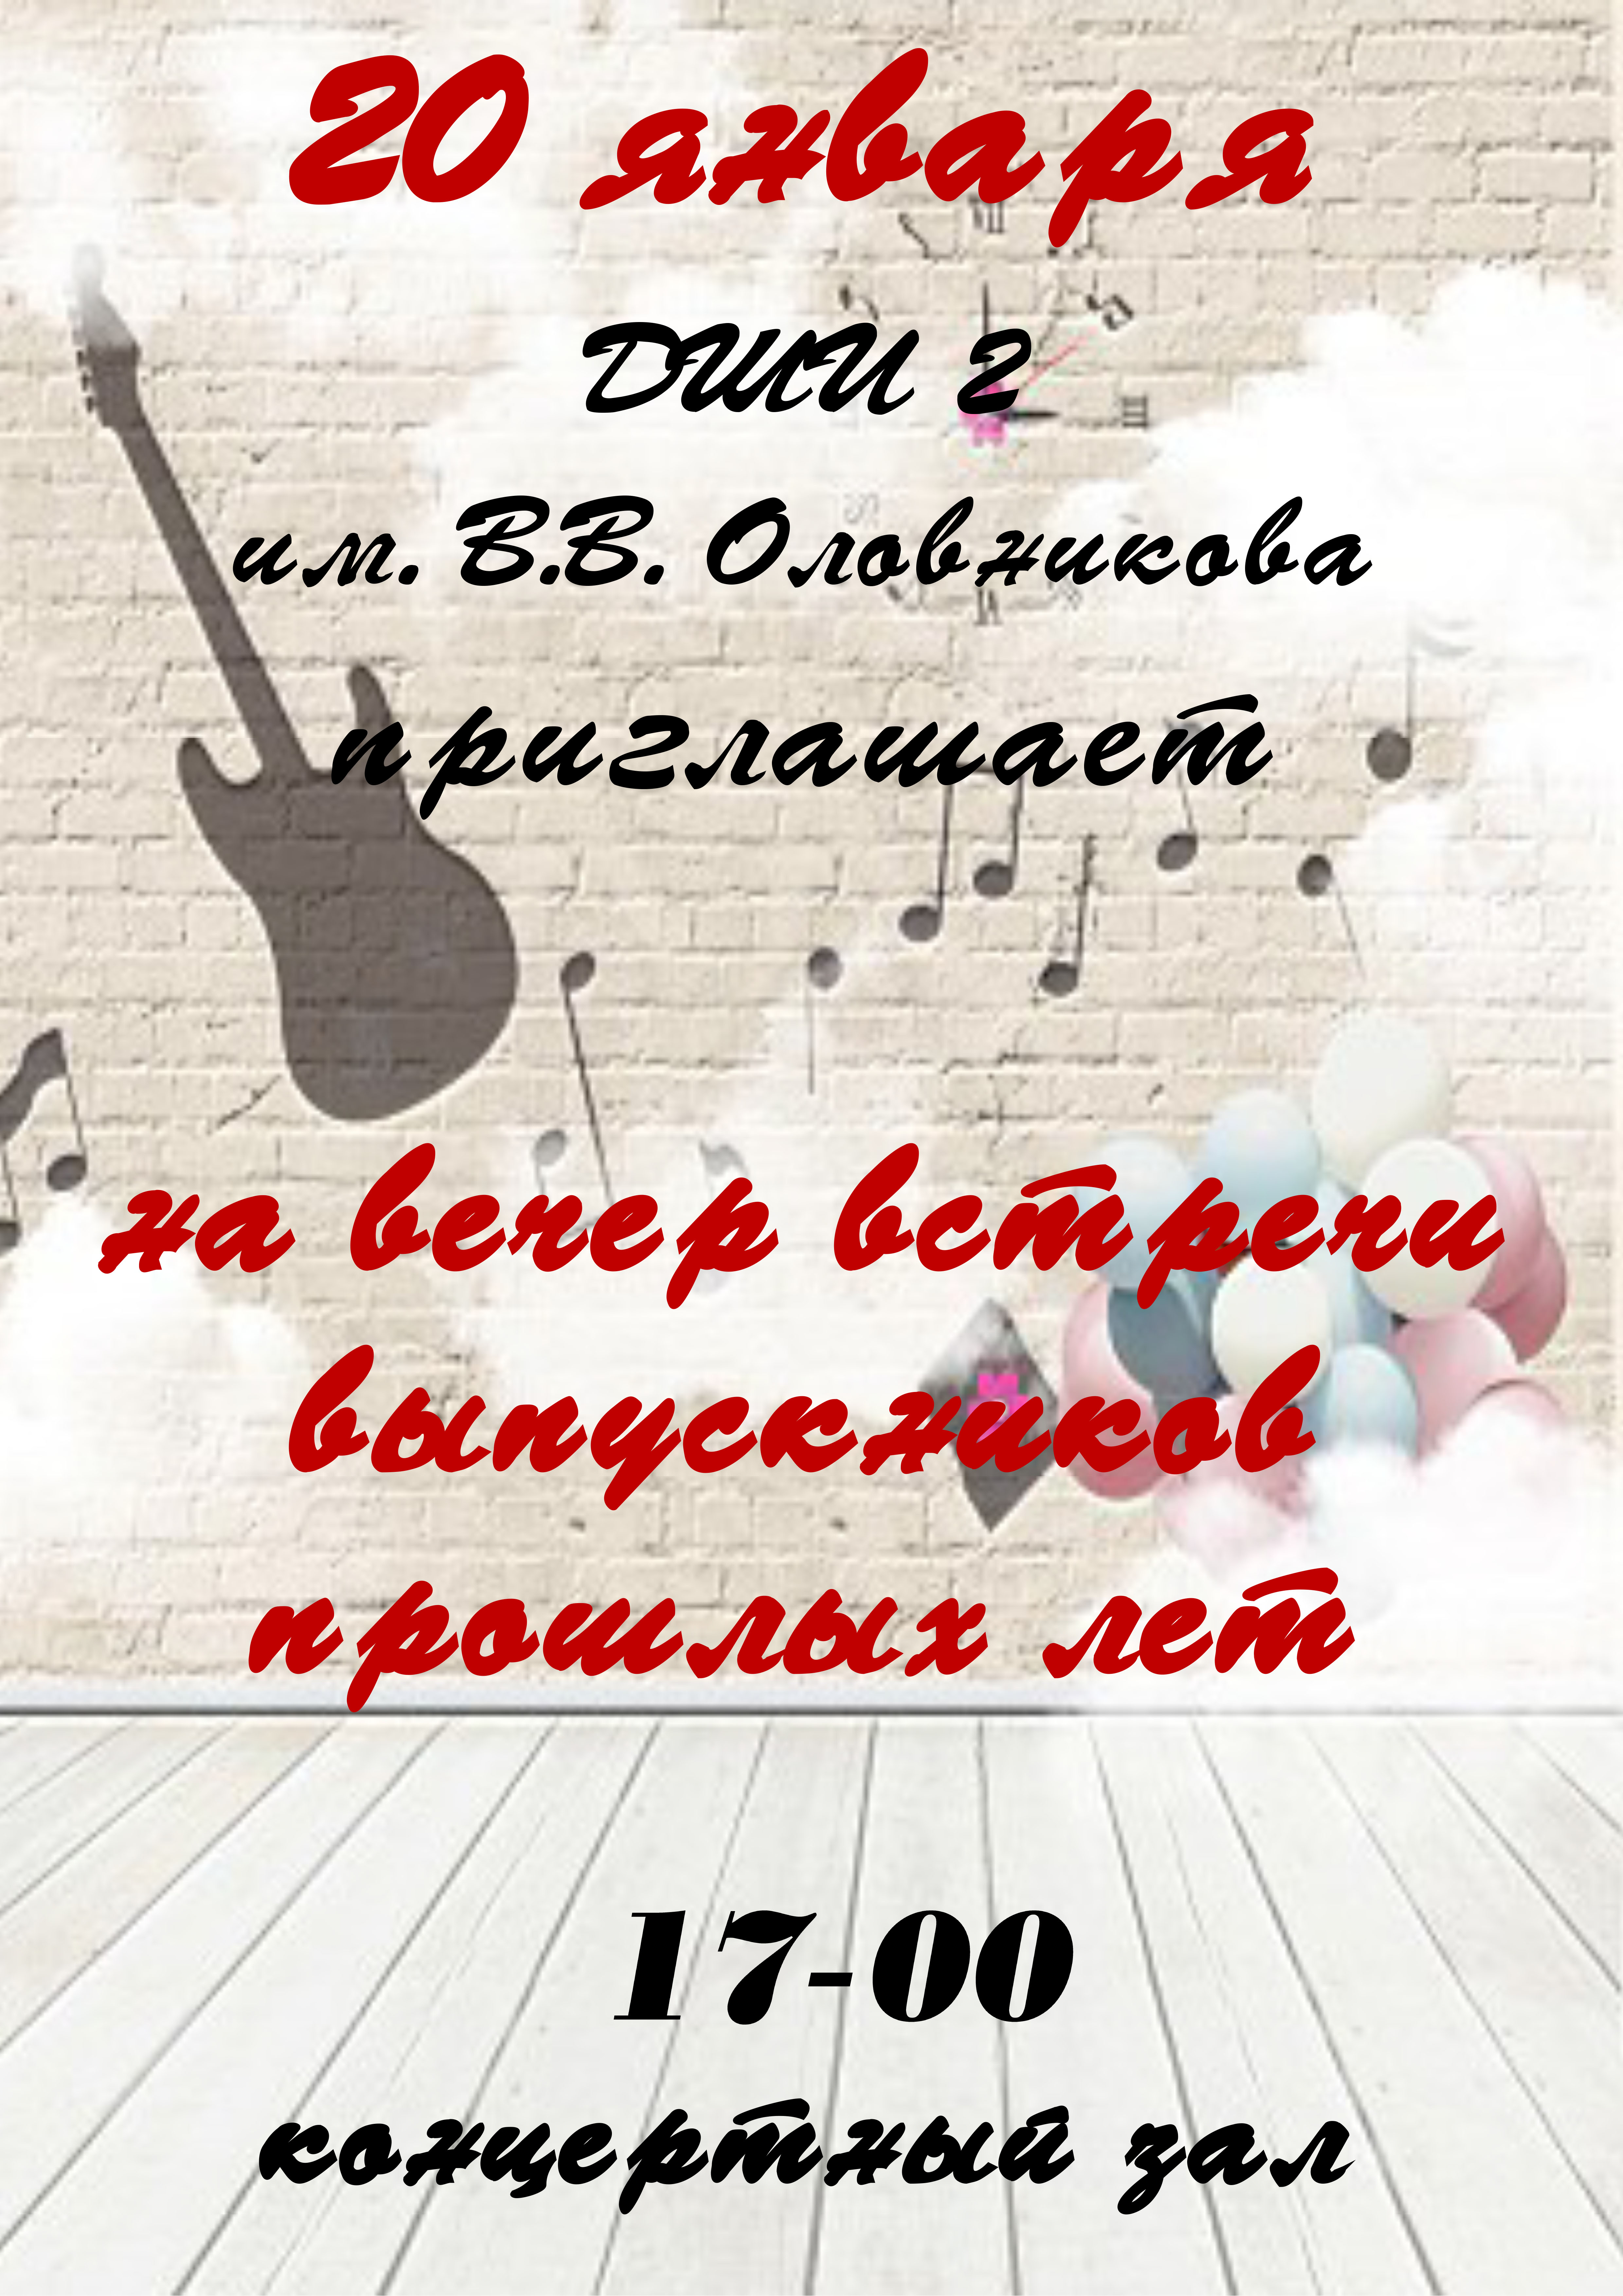 20 января
ДШИ 2
им. В.В. Оловникова
приглашает
на вечер встречи
выпускников
прошлых лет
17-00
концертный зал